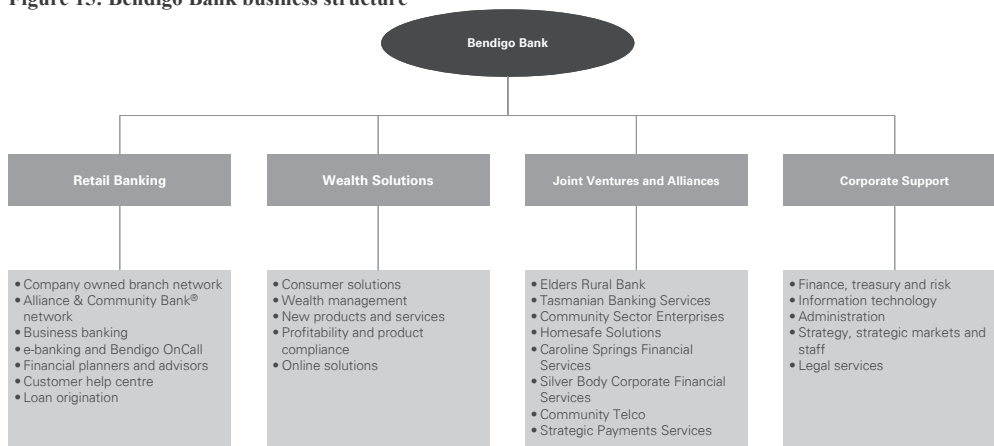 Figure 15: Bendigo Bank business structure
Bendigo Bank
Retail Banking
Wealth Solutions
Joint Ventures and Alliances
Corporate Support
• Company owned branch network
• Alliance & Community Bank®
network
• Business banking
• e-banking and Bendigo OnCall
• Financial planners and advisors
• Customer help centre
• Loan origination
• Consumer solutions
• Wealth management
• New products and services
• Profitability and product
compliance
• Online solutions
• Elders Rural Bank
• Tasmanian Banking Services
• Community Sector Enterprises
• Homesafe Solutions
• Caroline Springs Financial
Services
• Silver Body Corporate Financial
Services
• Community Telco
• Strategic Payments Services
• Finance, treasury and risk
• Information technology
• Administration
• Strategy, strategic markets and
staff
• Legal services